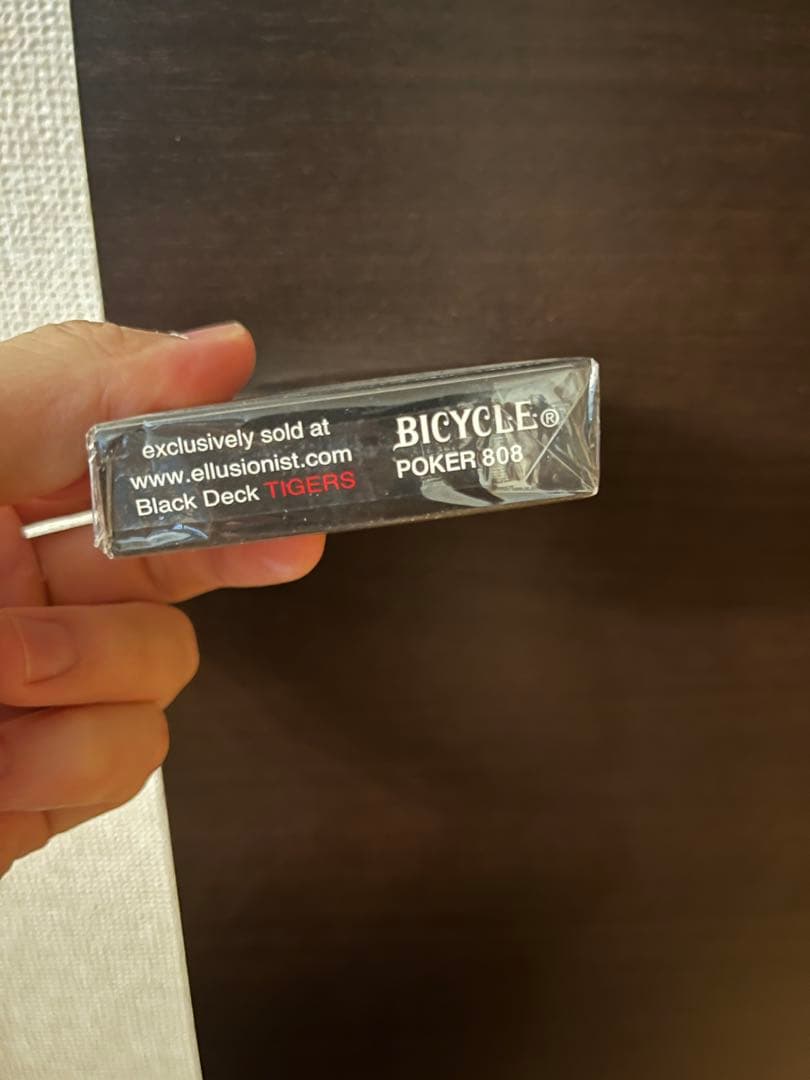 exclusively sold at
www.ellusionist.com
Black Deck TIGERS
BICYCLE®
POKER 808